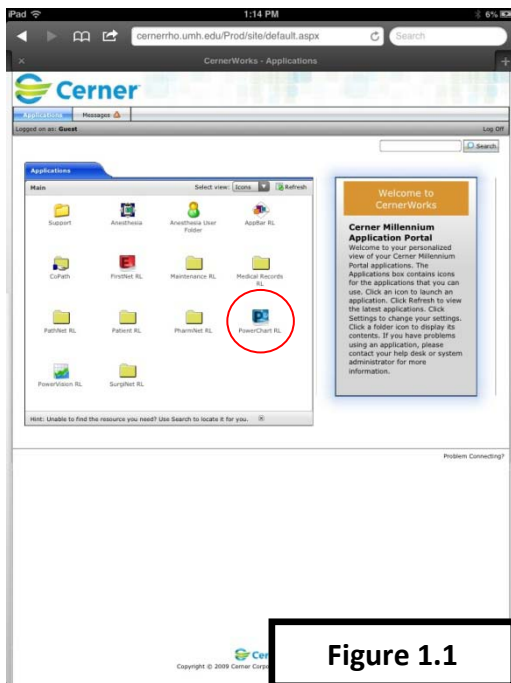 iPad 1:14 PM 6%
cernerrho.umh.edu/Prod/site/default.aspx Search
CernerWorks - Applications
Cerner
Applications Messages
Logged on as: Guest Log Off
Search
Applications
Main Select view: Icons Refresh
Support Anesthesia Anesthesia User Folder AppBar RL
CoPath FirstNet RL Maintenance RL Medical Records RL
PathNet RL Patient RL PharmNet RL PowerChart RL
PowerVision RL SurgiNet RL
Hint: Unable to find the resource you need? Use Search to locate it for you.
Welcome to
CernerWorks
Cerner Millennium
Application Portal
Welcome to your personalized
view of your Cerner Millennium
Portal applications. The
Applications box contains icons
for the applications that you can
use. Click an icon to launch an
application. Click Refresh to view
the latest applications. Click
Settings to change your settings.
Click a folder icon to display its
contents. If you have problems
using an application, please
contact your help desk or system
administrator for more
information.
Problem Connecting?
Cer
Copyright © 2009 Cerner Corpo
Figure 1.1